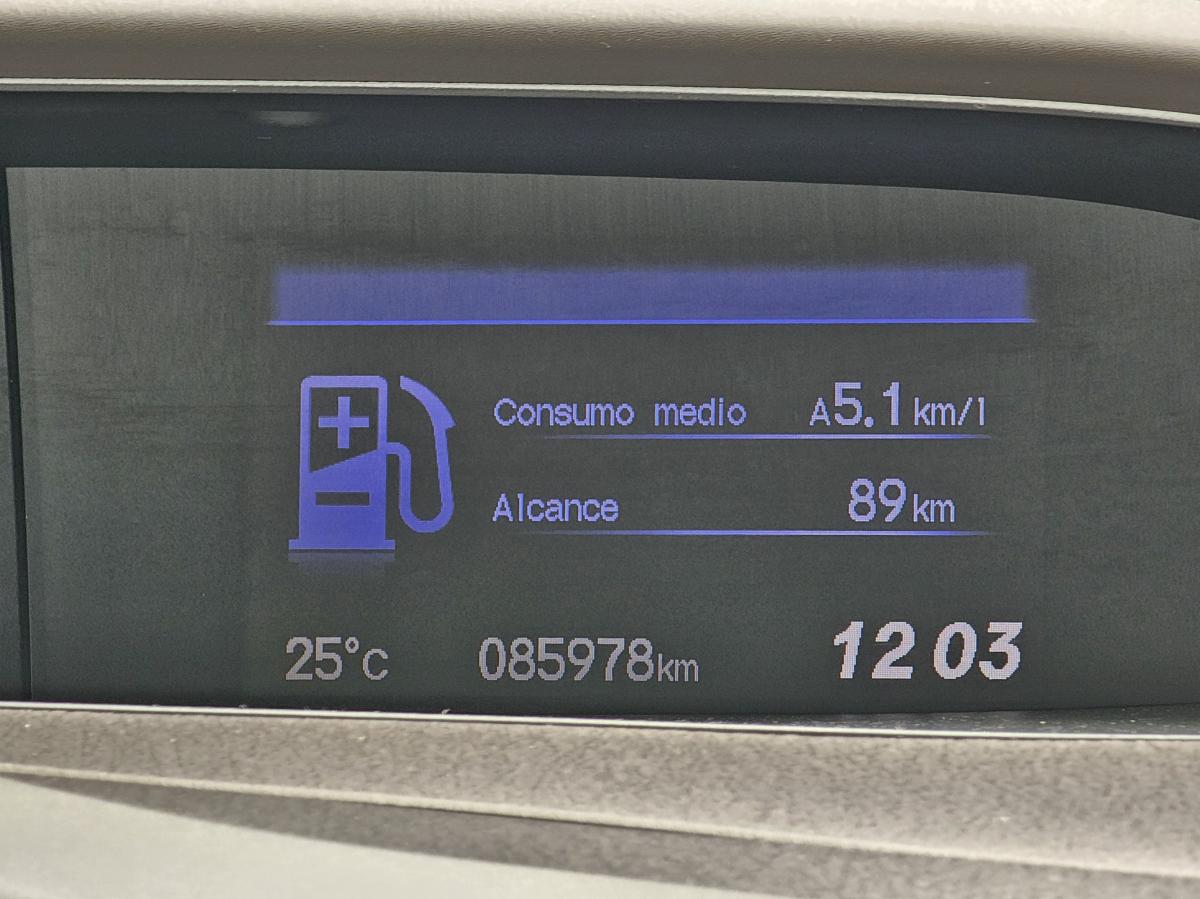 Consumo medio A5.1 km/l
Alcance 89 km
25°C 085978km 12 03